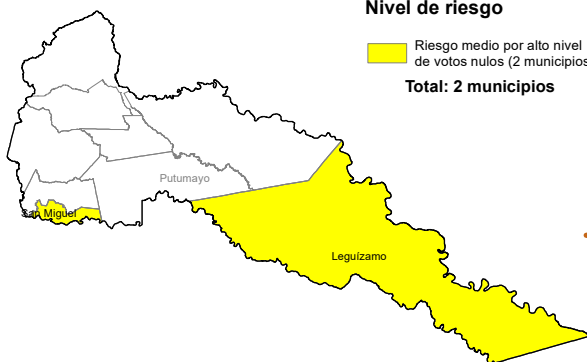 Nivel de riesgo
Riesgo medio por alto nivel
de votos nulos (2 municipios
Total: 2 municipios
Putumayo
San Miguel
Leguízamo